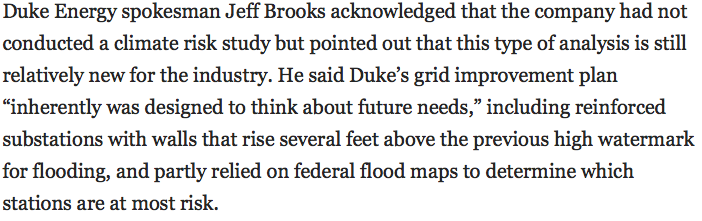 Duke Energy spokesman Jeff Brooks acknowledged that the company had not
conducted a climate risk study but pointed out that this type of analysis is still
relatively new for the industry. He said Duke’s grid improvement plan
“inherently was designed to think about future needs,” including reinforced
substations with walls that rise several feet above the previous high watermark
for flooding, and partly relied on federal flood maps to determine which
stations are at most risk.